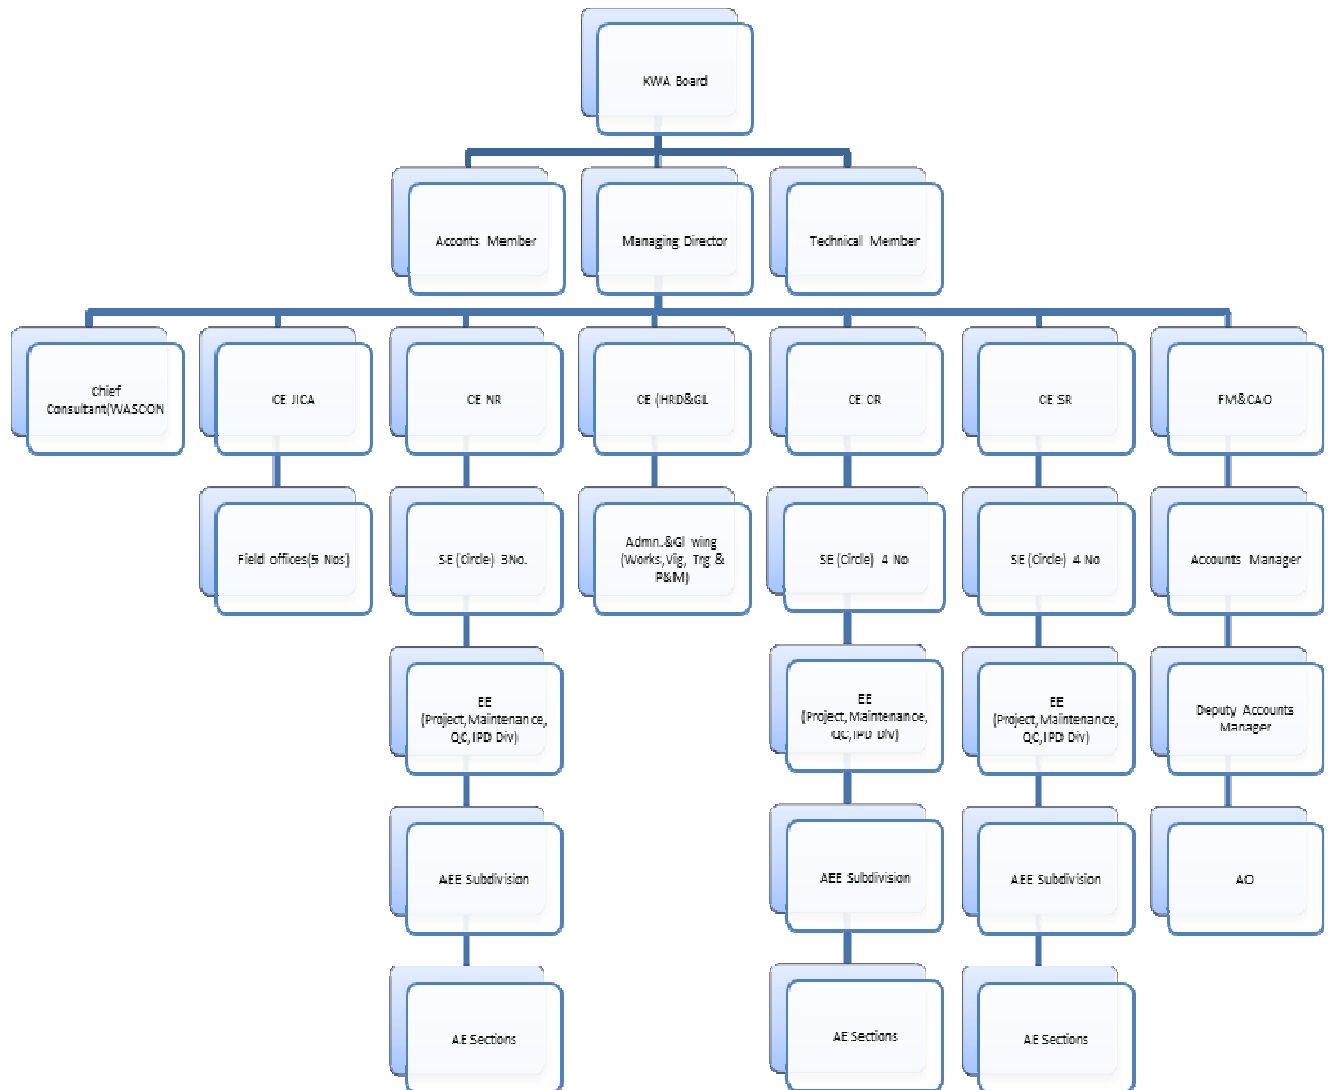 KWA Board
Acconts Member
Managing Director
Technical Member
Chief
Consultant(WASCON
CE JICA
CE NR
CE (HRD&GL
CE CR
CE SR
FM&CAO
Field offices(5 Nos)
SE (Circle) 3No.
Admn.&Gl wing
(Works,Vig, Trg &
P&M)
SE (Circle) 4 No
SE (Circle) 4 No
Accounts Manager
EE
(Project,Maintenance,
QC,IPD Div)
EE
(Project,Maintenance,
QC,IPD Div)
EE
(Project,Maintenance,
QC,IPD Div)
Deputy Accounts
Manager
AEE Subdivision
AEE Subdivision
AEE Subdivision
AO
AE Sections
AE Sections
AE Sections